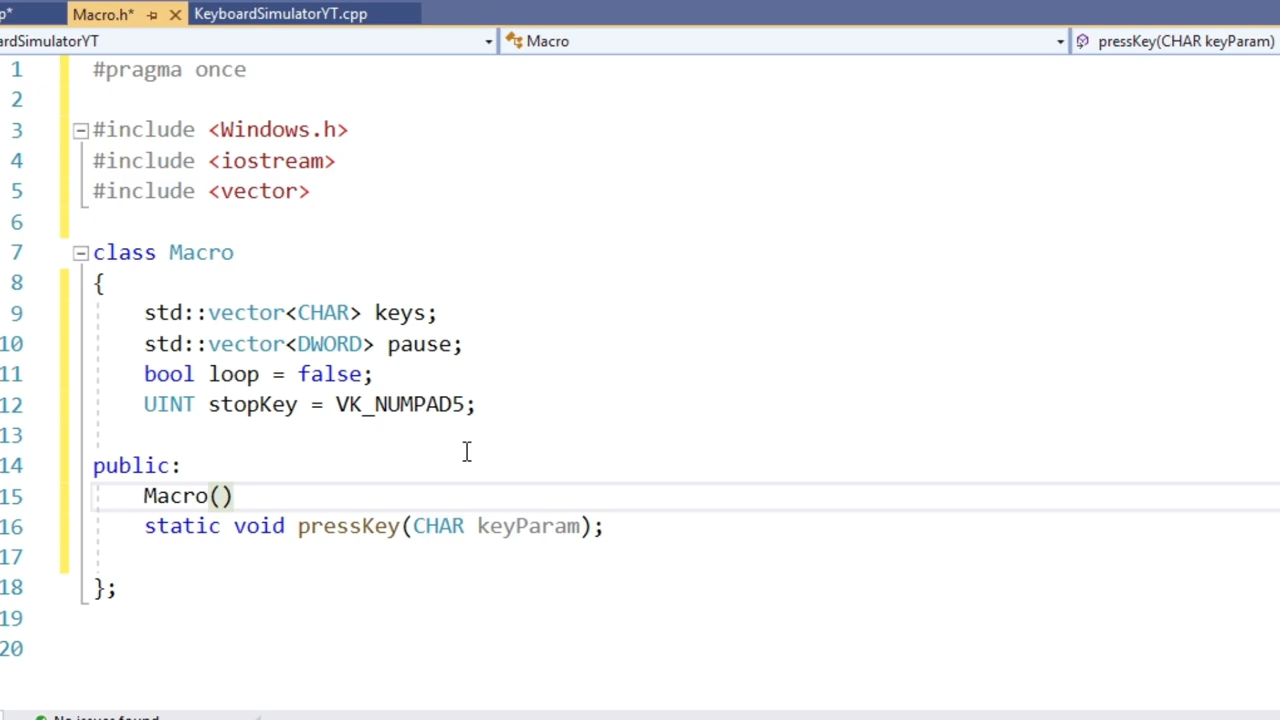 p* Macro.h* KeyboardSimulatorYT.cpp
ardSimulatorYT Macro pressKey(CHAR keyParam)
1 #pragma once
2
3 #include <Windows.h>
4 #include <iostream>
5 #include <vector>
6
7 class Macro
8 {
9 std::vector<CHAR> keys;
10 std::vector<DWORD> pause;
11 bool loop = false;
12 UINT stopKey = VK_NUMPAD5;
13
14 public:
15 Macro()
16 static void pressKey(CHAR keyParam);
17
18 };
19
20
No issues found